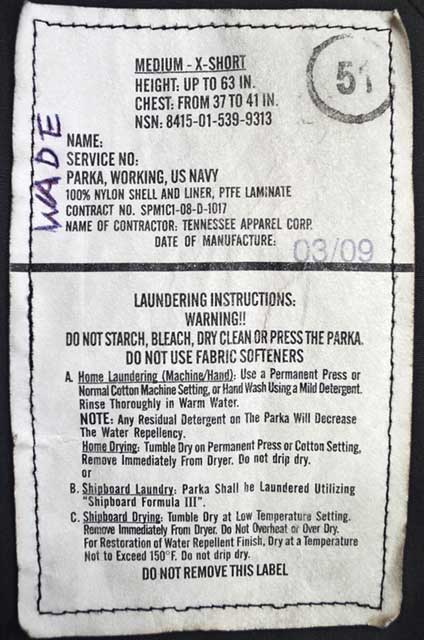 MEDIUM - X-SHORT
HEIGHT: UP TO 63 IN.
CHEST: FROM 37 TO 41 IN.
NSN: 8415-01-539-9313
51
WADE
NAME:
SERVICE NO:
PARKA, WORKING, US NAVY
100% NYLON SHELL AND LINER, PTFE LAMINATE
CONTRACT NO. SPM1C1-08-D-1017
NAME OF CONTRACTOR: TENNESSEE APPAREL CORP.
DATE OF MANUFACTURE: 03/09
LAUNDERING INSTRUCTIONS:
WARNING!!
DO NOT STARCH, BLEACH, DRY CLEAN OR PRESS THE PARKA.
DO NOT USE FABRIC SOFTENERS
A. Home Laundering (Machine/Hand): Use a Permanent Press or
Normal Cotton Machine Setting, or Hand Wash Using a Mild Detergent.
Rinse Thoroughly in Warm Water.
NOTE: Any Residual Detergent on The Parka Will Decrease
The Water Repellency.
Home Drying: Tumble Dry on Permanent Press or Cotton Setting,
Remove Immediately From Dryer. Do not drip dry.
or
B. Shipboard Laundry: Parka Shall be Laundered Utilizing
"Shipboard Formula III".
C. Shipboard Drying: Tumble Dry at Low Temperature Setting.
Remove Immediately From Dryer. Do Not Overheat or Over Dry.
For Restoration of Water Repellent Finish, Dry at a Temperature
Not to Exceed 150°F. Do not drip dry.
DO NOT REMOVE THIS LABEL